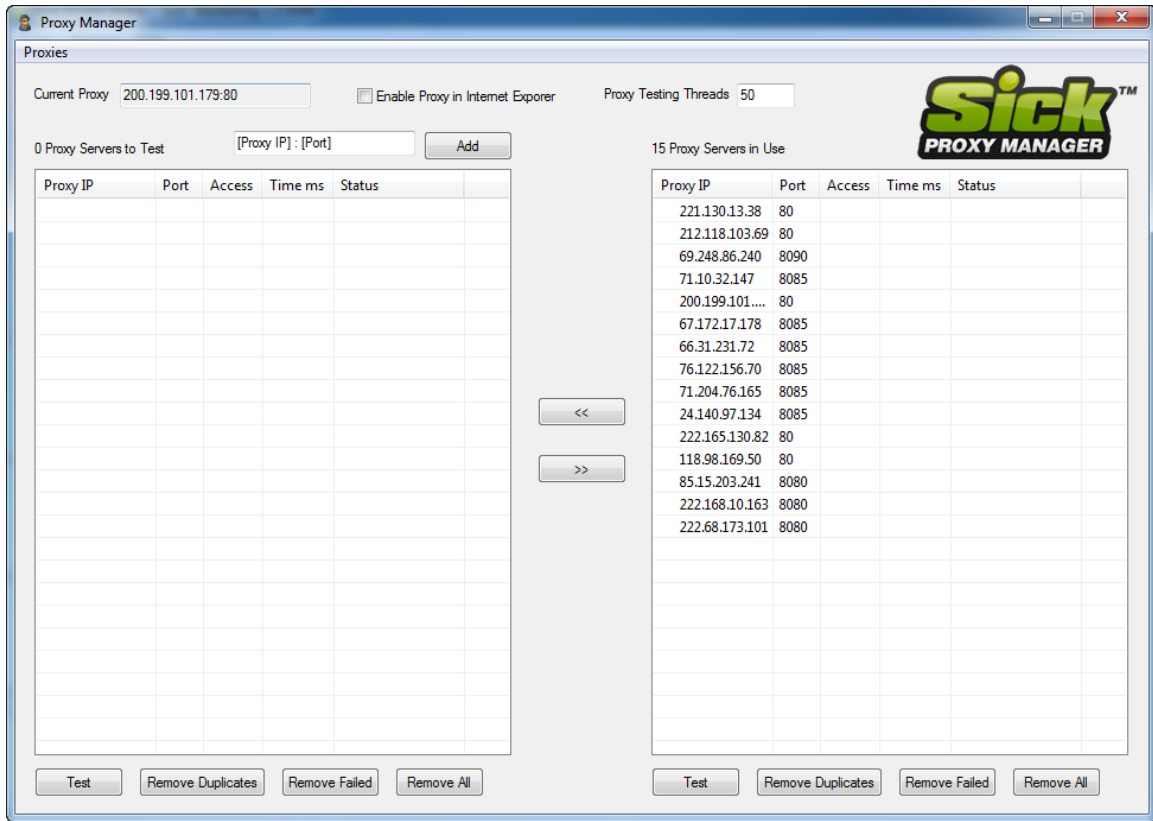 Proxy Manager
Proxies
Current Proxy 200.199.101.179:80 Enable Proxy in Internet Exporer Proxy Testing Threads 50
Sick™
PROXY MANAGER
0 Proxy Servers to Test [Proxy IP] : [Port] Add 15 Proxy Servers in Use
Proxy IP Port Access Time ms Status Proxy IP Port Access Time ms Status
221.130.13.38 80
212.118.103.69 80
69.248.86.240 8090
71.10.32.147 8085
200.199.101.... 80
67.172.17.178 8085
66.31.231.72 8085
76.122.156.70 8085
71.204.76.165 8085
<< 24.140.97.134 8085
222.165.130.82 80
>> 118.98.169.50 80
85.15.203.241 8080
222.168.10.163 8080
222.68.173.101 8080
Test Remove Duplicates Remove Failed Remove All Test Remove Duplicates Remove Failed Remove All